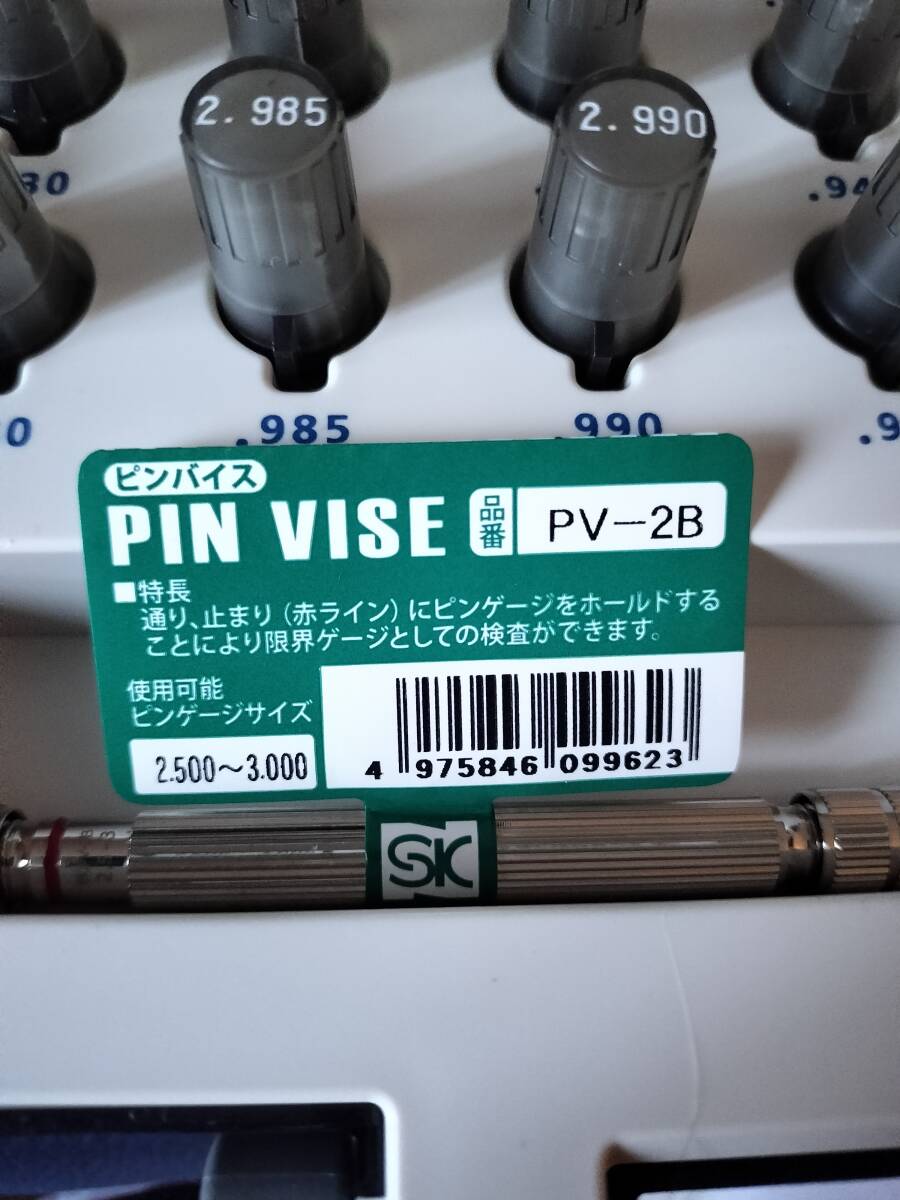 2.985
2.990
.985
.990
ピンバイス
PIN VISE
品番
PV-2B
■特長
通り、止まり（赤ライン）にピンゲージをホールドする
ことにより限界ゲージとしての検査ができます。
使用可能
ピンゲージサイズ
2.500〜3.000
4 975846 099623
SK